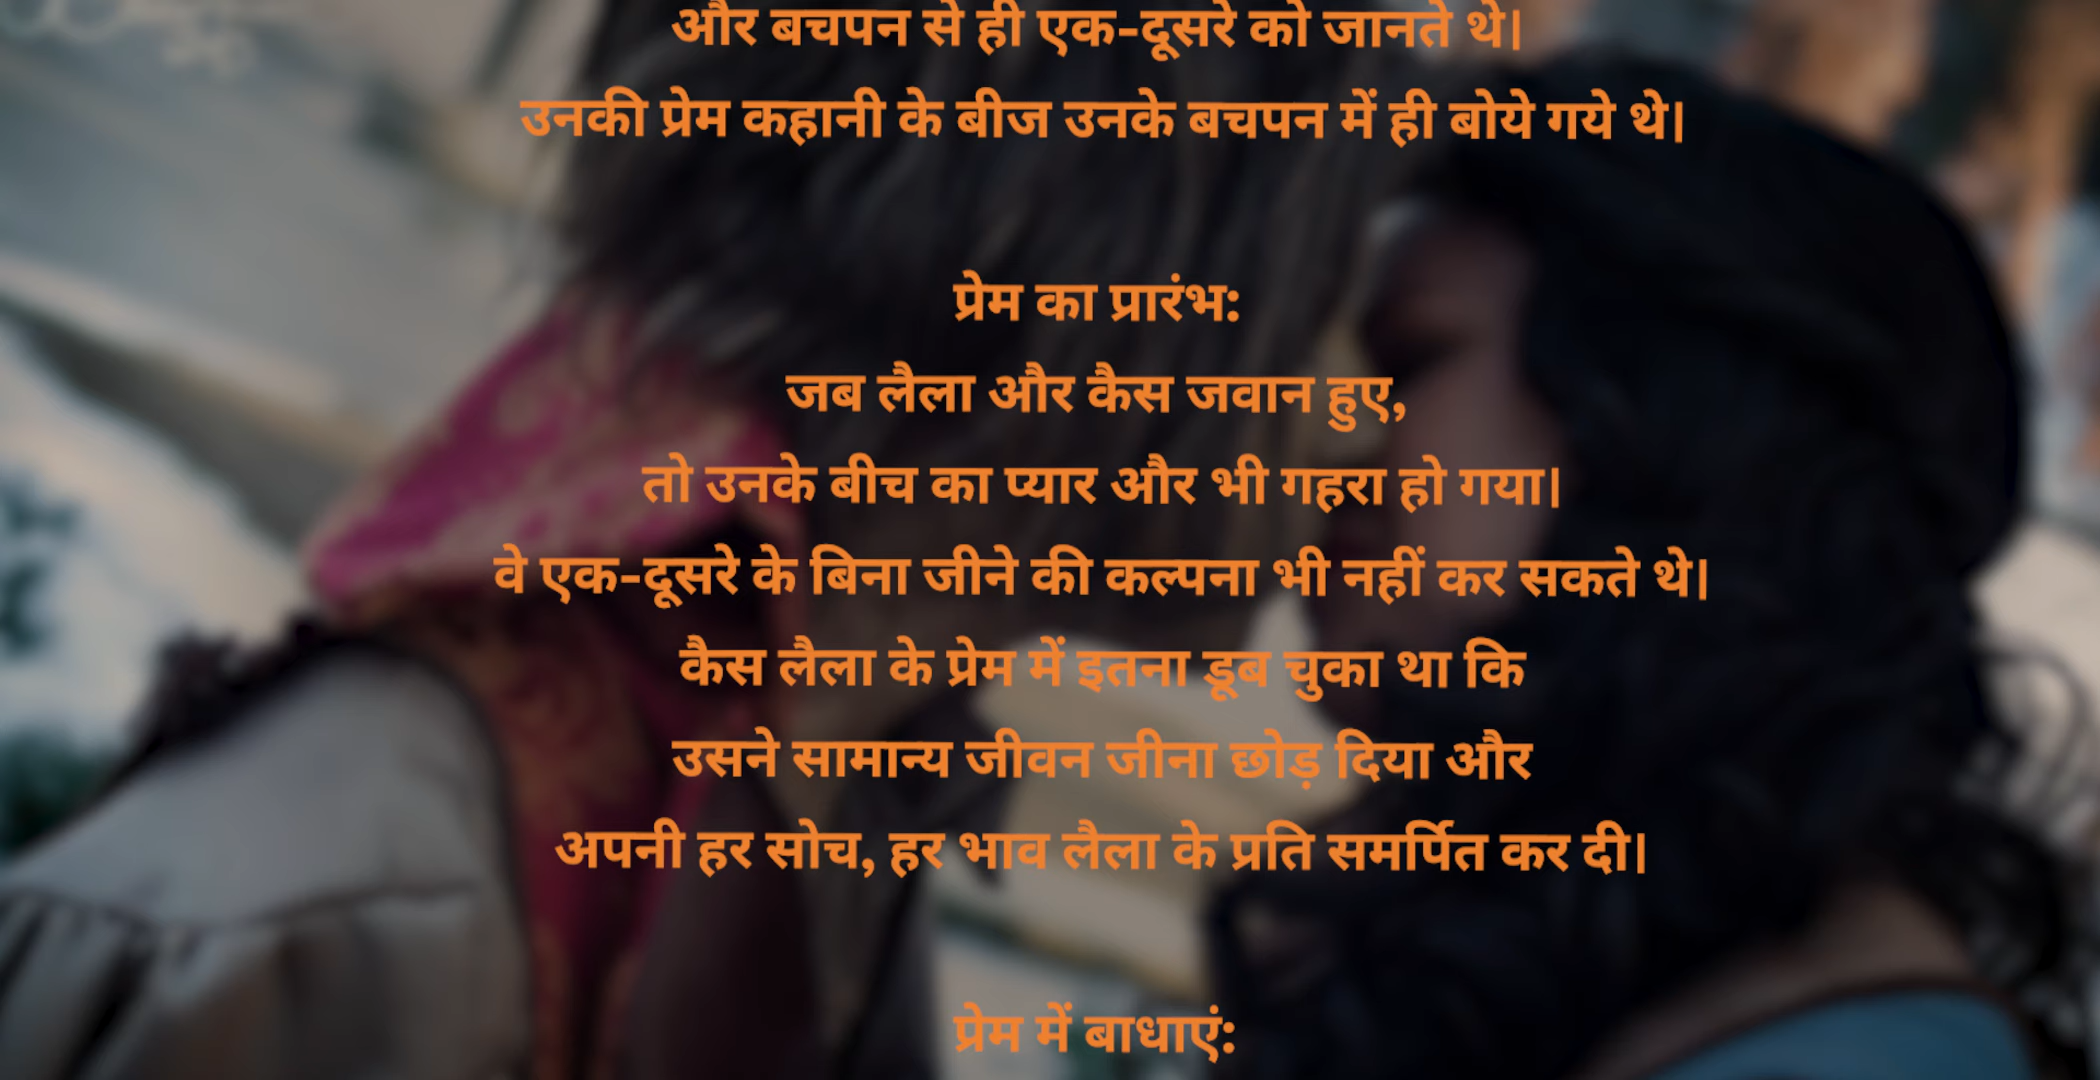 और बचपन से ही एक-दूसरे को जानते थे।
उनकी प्रेम कहानी के बीज उनके बचपन में ही बोये गये थे।
प्रेम का प्रारंभ:
जब लैला और कैस जवान हुए,
तो उनके बीच का प्यार और भी गहरा हो गया।
वे एक-दूसरे के बिना जीने की कल्पना भी नहीं कर सकते थे।
कैस लैला के प्रेम में इतना डूब चुका था कि
उसने सामान्य जीवन जीना छोड़ दिया और
अपनी हर सोच, हर भाव लैला के प्रति समर्पित कर दी।
प्रेम में बाधाएं: